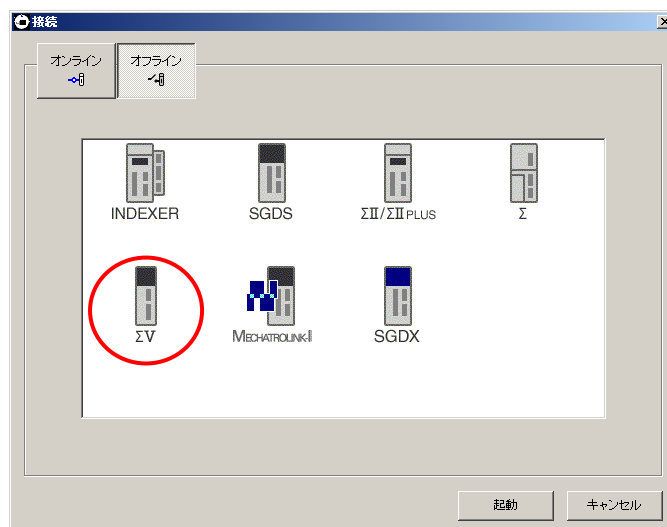 接続
オンライン
オフライン
INDEXER
SGDS
ΣII/ΣII PLUS
Σ
ΣV
MECHATROLINK-II
SGDX
起動
キャンセル